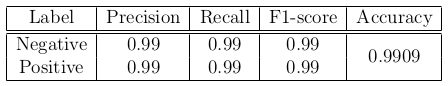 Label Precision Recall F1-score Accuracy
Negative 0.99 0.99 0.99 0.9909
Positive 0.99 0.99 0.99